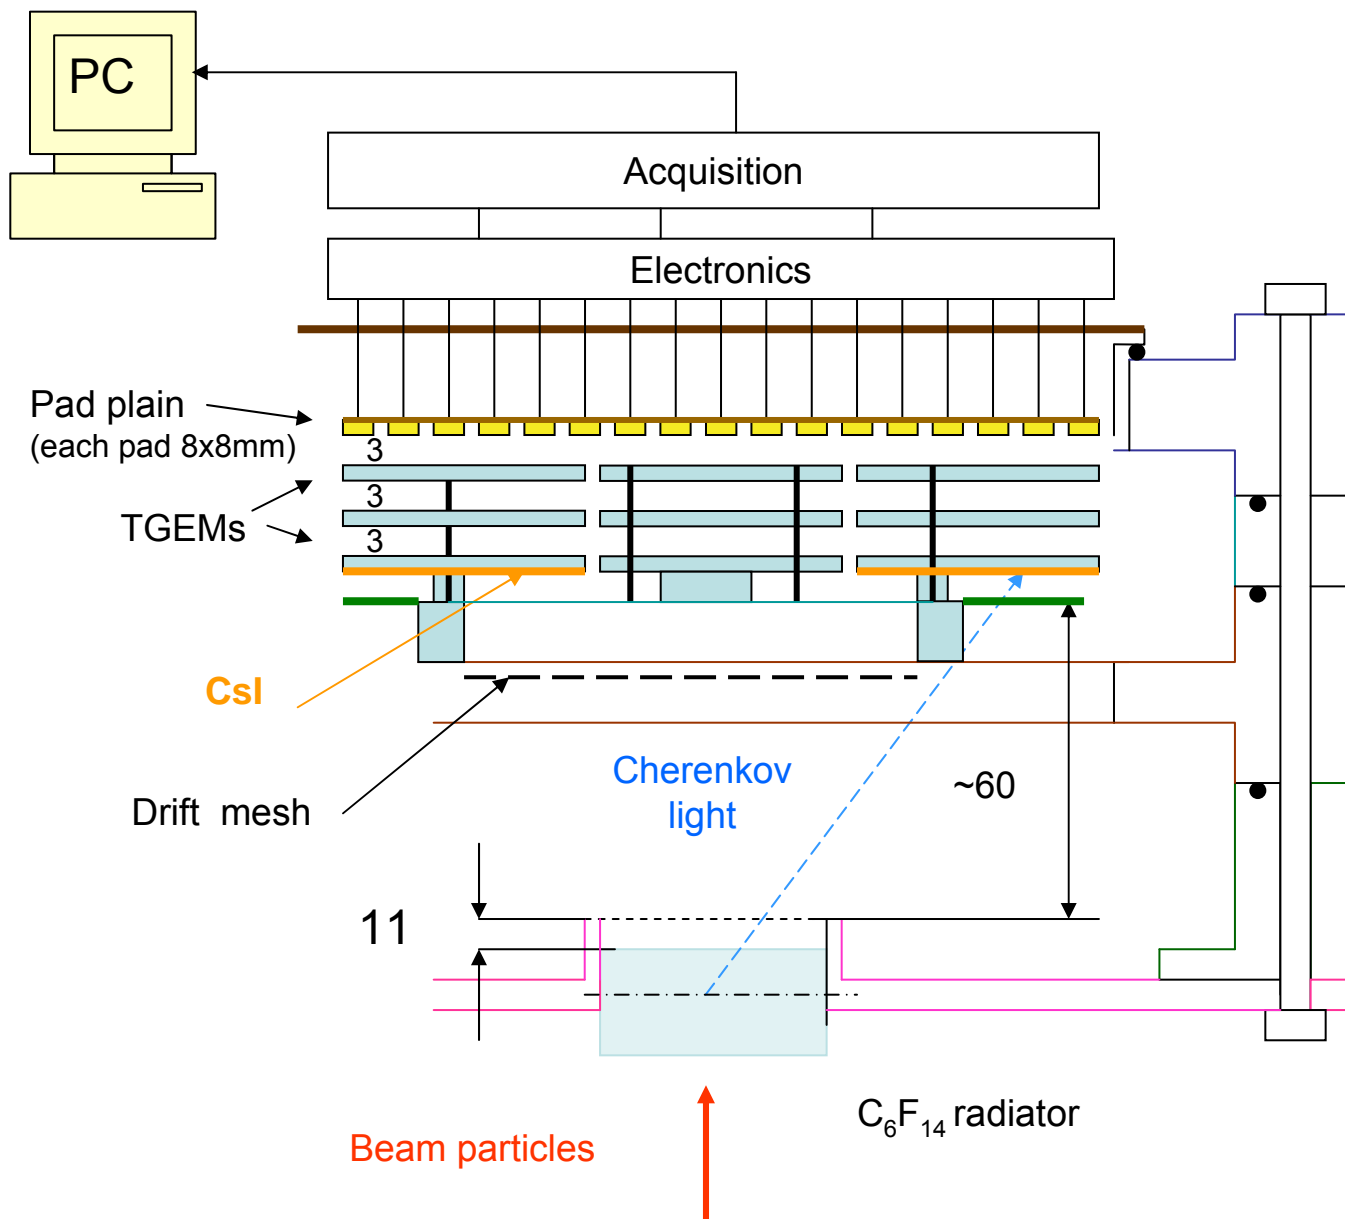 PC
Acquisition
Electronics
Pad plain
(each pad 8x8mm)
3
3
TGEMs
3
CsI
Cherenkov
light
~60
Drift mesh
11
C₆F₁₄ radiator
Beam particles